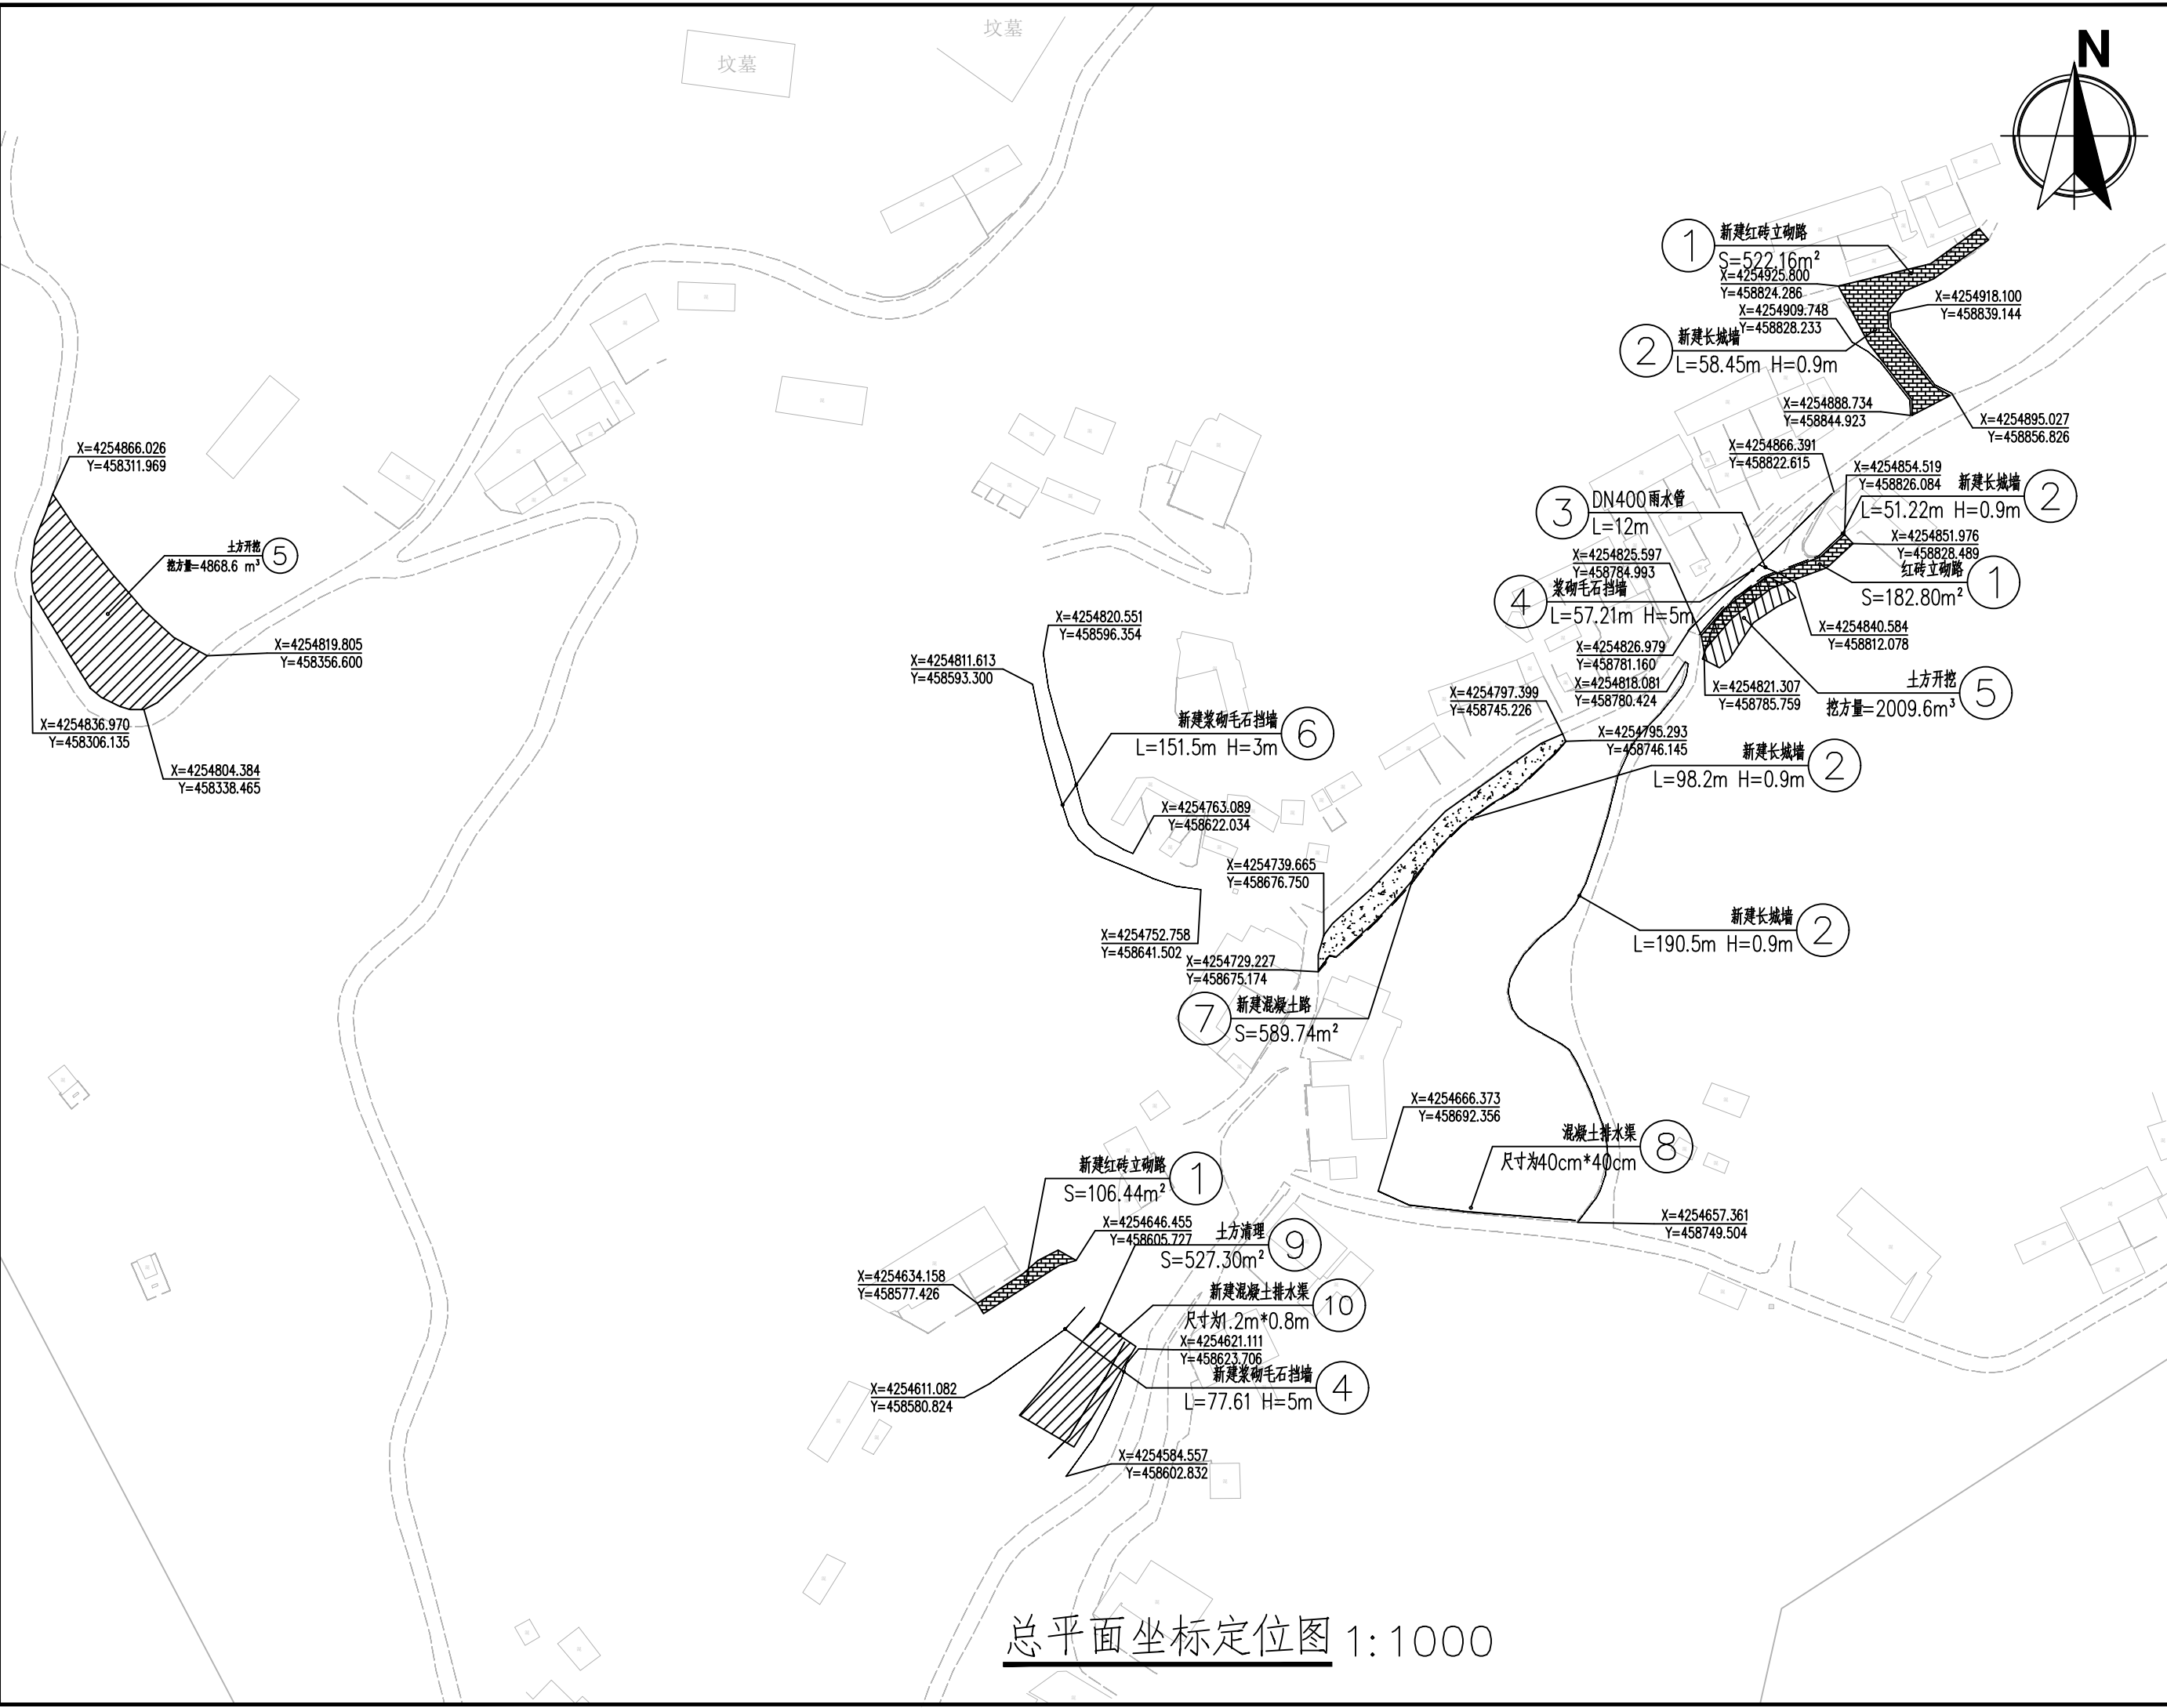 坟墓
坟墓
N
① 新建红砖立砌路
S=522.16m²
X=4254925.800
Y=458824.286
X=4254918.100
Y=458839.144
X=4254909.748
Y=458828.233
② 新建长城墙
L=58.45m H=0.9m
X=4254888.734
Y=458844.923
X=4254895.027
Y=458856.826
X=4254866.391
Y=458822.615
X=4254854.519
Y=458826.084
新建长城墙 ②
L=51.22m H=0.9m
③ DN400雨水管
L=12m
X=4254851.976
Y=458828.489
X=4254825.597
Y=458784.993
红砖立砌路 ①
S=182.80m²
④ 浆砌毛石挡墙
L=57.21m H=5m
X=4254840.584
Y=458812.078
X=4254826.979
Y=458781.160
X=4254818.081
Y=458780.424
X=4254821.307
Y=458785.759
土方开挖 ⑤
挖方量=2009.6m³
X=4254866.026
Y=458311.969
土方开挖 ⑤
挖方量=4868.6 m³
X=4254819.805
Y=458356.600
X=4254836.970
Y=458306.135
X=4254804.384
Y=458338.465
X=4254820.551
Y=458596.354
X=4254811.613
Y=458593.300
新建浆砌毛石挡墙 ⑥
L=151.5m H=3m
X=4254797.399
Y=458745.226
X=4254795.293
Y=458746.145
新建长城墙 ②
L=98.2m H=0.9m
X=4254763.089
Y=458622.034
X=4254739.665
Y=458676.750
X=4254752.758
Y=458641.502
X=4254729.227
Y=458675.174
新建长城墙 ②
L=190.5m H=0.9m
⑦ 新建混凝土路
S=589.74m²
X=4254666.373
Y=458692.356
混凝土排水渠 ⑧
尺寸为40cm*40cm
X=4254657.361
Y=458749.504
新建红砖立砌路 ①
S=106.44m²
X=4254646.455
Y=458605.727
土方清理 ⑨
S=527.30m²
X=4254634.158
Y=458577.426
新建混凝土排水渠 ⑩
尺寸为1.2m*0.8m
X=4254621.111
Y=458623.706
新建浆砌毛石挡墙 ④
L=77.61 H=5m
X=4254611.082
Y=458580.824
X=4254584.557
Y=458602.832
总平面坐标定位图 1:1000